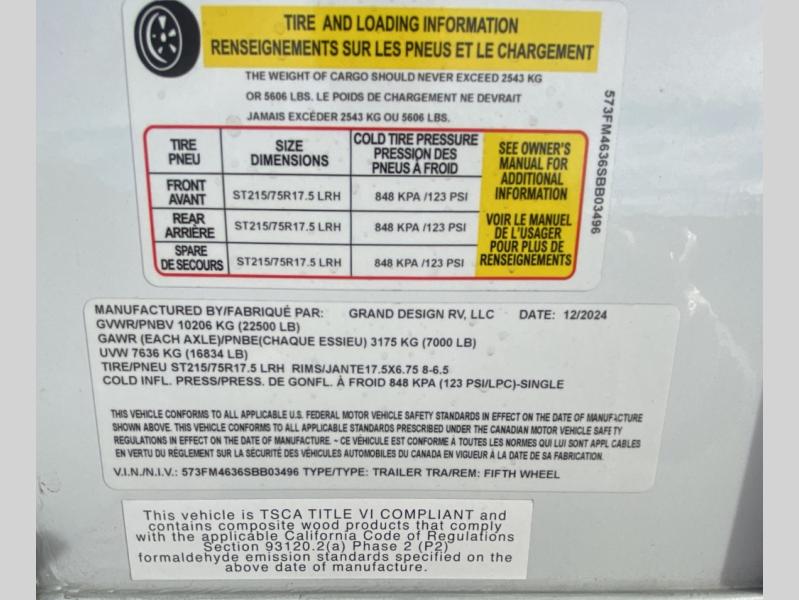 TIRE AND LOADING INFORMATION
RENSEIGNEMENTS SUR LES PNEUS ET LE CHARGEMENT
THE WEIGHT OF CARGO SHOULD NEVER EXCEED 2543 KG
OR 5606 LBS. LE POIDS DE CHARGEMENT NE DEVRAIT
JAMAIS EXCÉDER 2543 KG OU 5606 LBS.
TIRE
PNEU
SIZE
DIMENSIONS
COLD TIRE PRESSURE
PRESSION DES
PNEUS À FROID
FRONT
AVANT
ST215/75R17.5 LRH
848 KPA /123 PSI
REAR
ARRIÈRE
ST215/75R17.5 LRH
848 KPA /123 PSI
SPARE
DE SECOURS
ST215/75R17.5 LRH
848 KPA /123 PSI
SEE OWNER'S
MANUAL FOR
ADDITIONAL
INFORMATION
VOIR LE MANUEL
DE L'USAGER
POUR PLUS DE
RENSEIGNEMENTS
573FM4636SBB03496
MANUFACTURED BY/FABRIQUÉ PAR: GRAND DESIGN RV, LLC DATE: 12/2024
GVWR/PNBV 10206 KG (22500 LB)
GAWR (EACH AXLE)/PNBE(CHAQUE ESSIEU) 3175 KG (7000 LB)
UVW 7636 KG (16834 LB)
TIRE/PNEU ST215/75R17.5 LRH RIMS/JANTE17.5X6.75 8-6.5
COLD INFL. PRESS/PRESS. DE GONFL. À FROID 848 KPA (123 PSI/LPC)-SINGLE
THIS VEHICLE CONFORMS TO ALL APPLICABLE U.S. FEDERAL MOTOR VEHICLE SAFETY STANDARDS IN EFFECT ON THE DATE OF MANUFACTURE
SHOWN ABOVE. THIS VEHICLE CONFORMS TO ALL APPLICABLE STANDARDS PRESCRIBED UNDER THE CANADIAN MOTOR VEHICLE SAFETY
REGULATIONS IN EFFECT ON THE DATE OF MANUFACTURE. ~ CE VÉHICULE EST CONFORME À TOUTES LES NORMES QUI LUI SONT APPLICABLES
EN VERTU DU RÈGLEMENT SUR LA SÉCURITÉ DES VÉHICULES AUTOMOBILES DU CANADA EN VIGUEUR À LA DATE DE SA FABRICATION.
V.I.N./N.I.V.: 573FM4636SBB03496 TYPE/TYPE: TRAILER TRA/REM: FIFTH WHEEL
This vehicle is TSCA TITLE VI COMPLIANT and
contains composite wood products that comply
with the applicable California Code of Regulations
Section 93120.2(a) Phase 2 (P2)
formaldehyde emission standards specified on the
above date of manufacture.